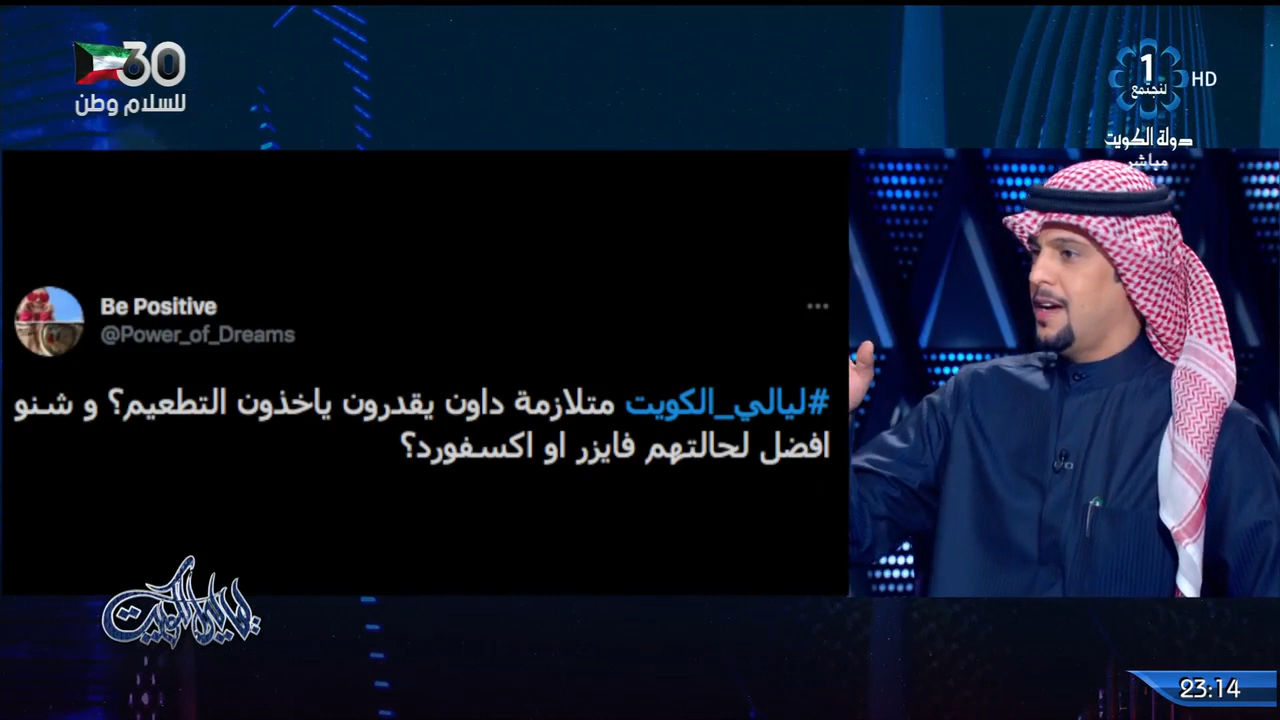 30
للسلام وطن
1
لنجتمع
HD
دولة الكويت
مباشر
Be Positive
@Power_of_Dreams
#ليالي_الكويت متلازمة داون يقدرون ياخذون التطعيم؟ و شنو
افضل لحالتهم فايزر او اكسفورد؟
ليالي الكويت
23:14